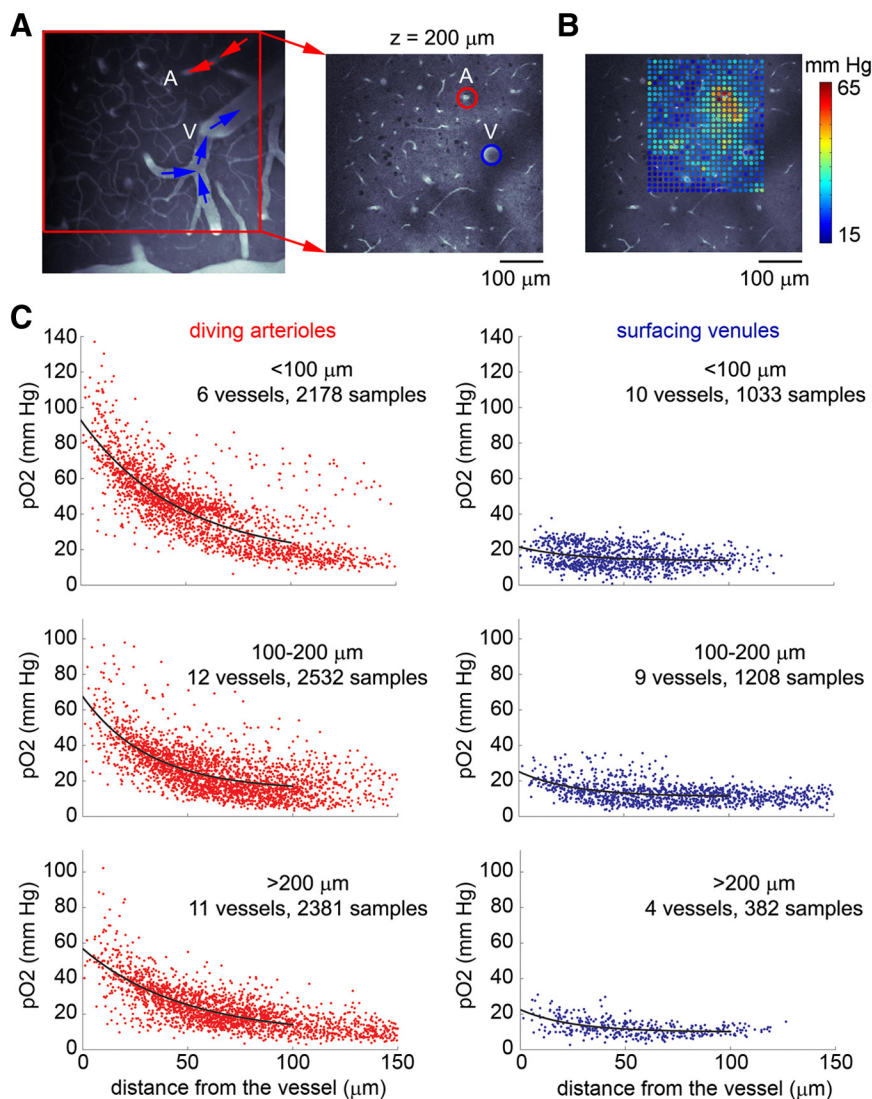 A
A
V
z = 200 μm
A
V
100 μm
B
mm Hg
65
15
100 μm
C
diving arterioles
<100 μm
6 vessels, 2178 samples
pO2 (mm Hg)
140
120
100
80
60
40
20
0
surfacing venules
<100 μm
10 vessels, 1033 samples
pO2 (mm Hg)
140
120
100
80
60
40
20
0
100-200 μm
12 vessels, 2532 samples
pO2 (mm Hg)
100
80
60
40
20
0
100-200 μm
9 vessels, 1208 samples
pO2 (mm Hg)
100
80
60
40
20
0
>200 μm
11 vessels, 2381 samples
pO2 (mm Hg)
100
80
60
40
20
0
0 50 100 150
distance from the vessel (μm)
>200 μm
4 vessels, 382 samples
pO2 (mm Hg)
100
80
60
40
20
0
0 50 100 150
distance from the vessel (μm)